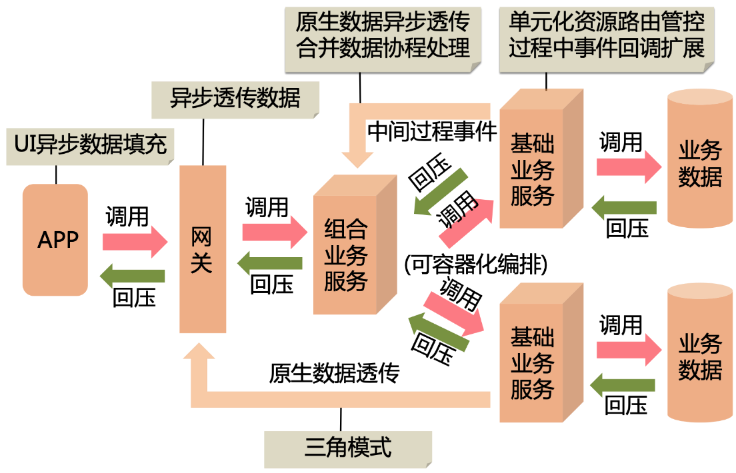 原生数据异步透传
合并数据协程处理
单元化资源路由管控
过程中事件回调扩展
异步透传数据
UI异步数据填充
中间过程事件
基础
业务
服务
调用
回压
业务
数据
回压
调用
APP
调用
回压
网
关
调用
回压
组合
业务
服务
(可容器化编排)
调用
回压
基础
业务
服务
调用
回压
业务
数据
原生数据透传
三角模式